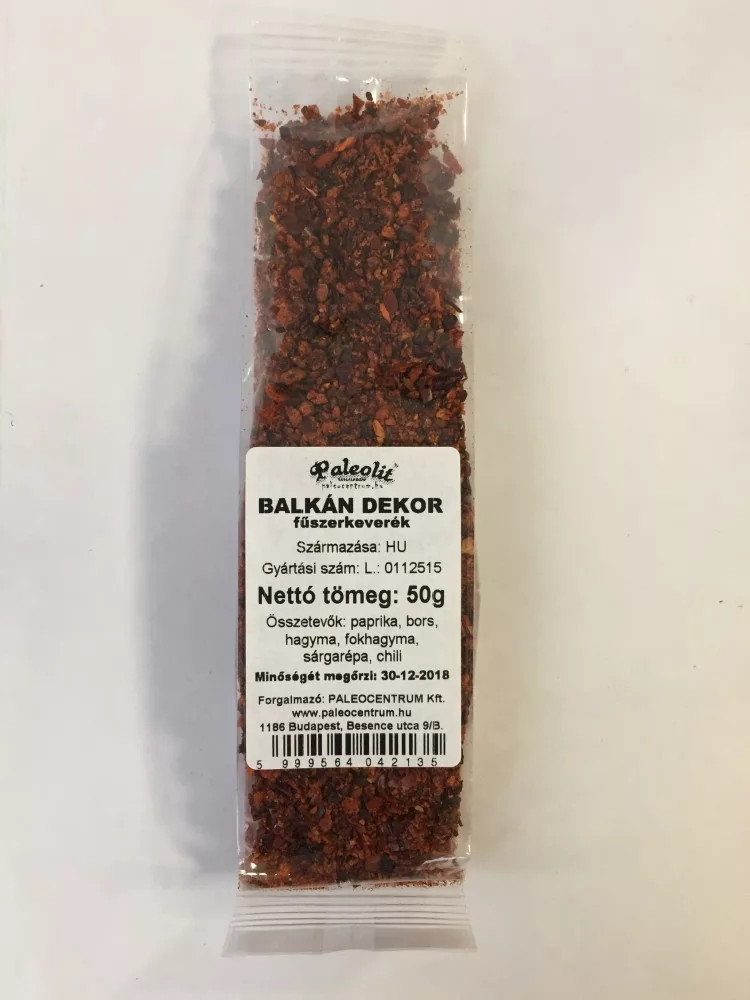 Paleolit
paleocentrum.hu
BALKÁN DEKOR
fűszerkeverék
Származása: HU
Gyártási szám: L.: 0112515
Nettó tömeg: 50g
Összetevők: paprika, bors,
hagyma, fokhagyma,
sárgarépa, chili
Minőségét megőrzi: 30-12-2018
Forgalmazó: PALEOCENTRUM Kft.
www.paleocentrum.hu
1186 Budapest, Besence utca 9/B.
5 999564 042135